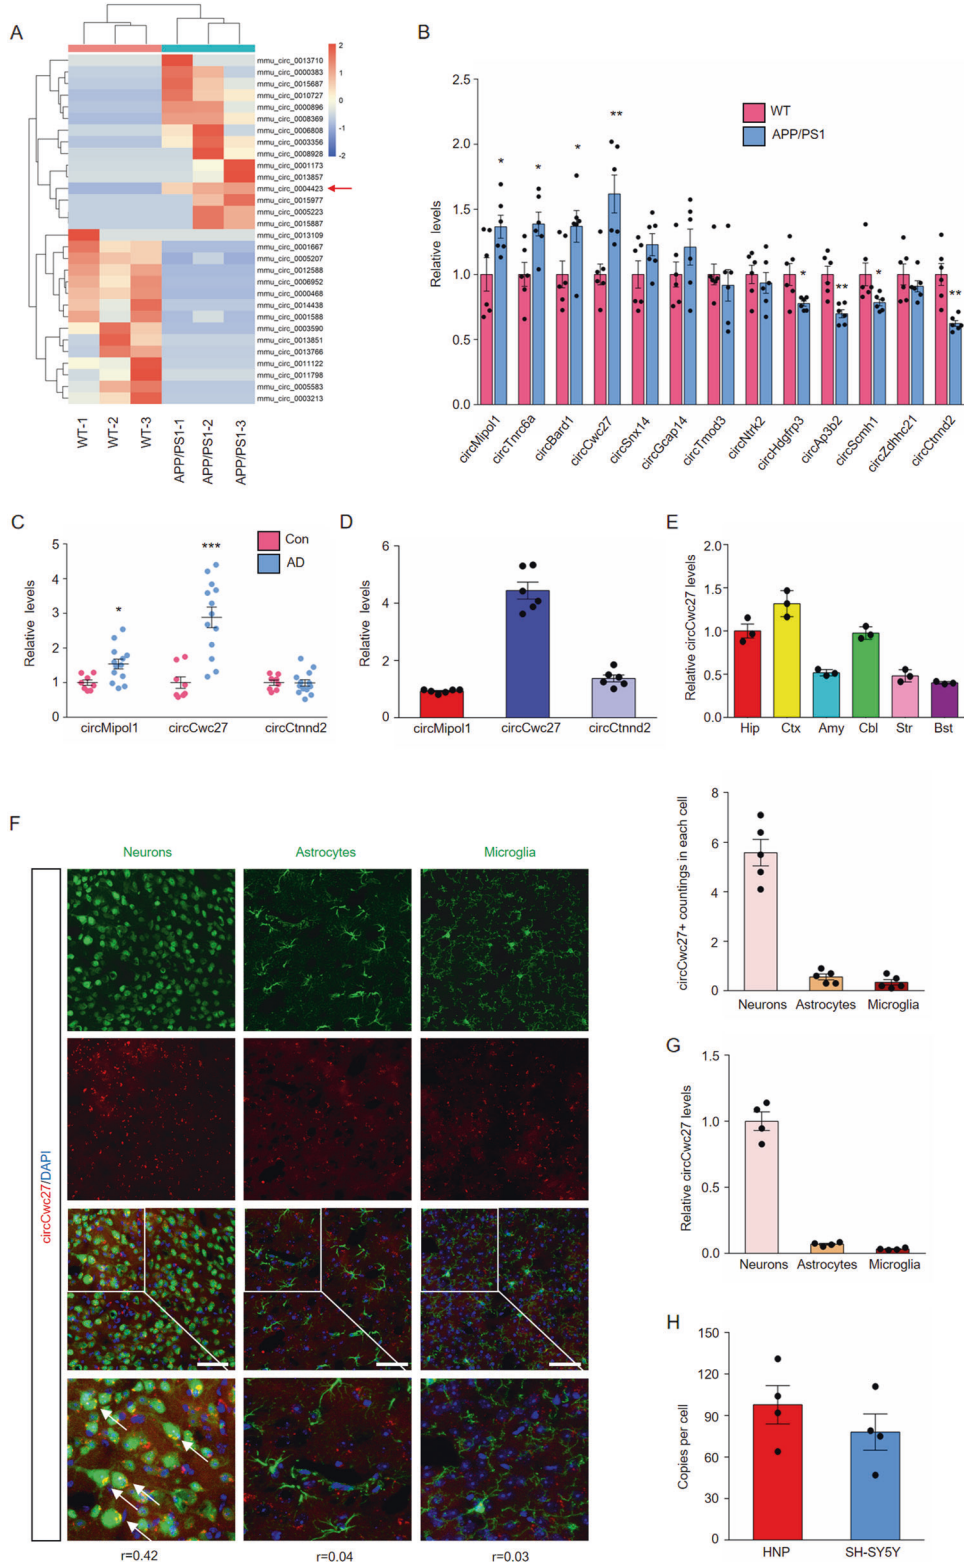 A
WT-1
WT-2
WT-3
APP/PS1-1
APP/PS1-2
APP/PS1-3
2
1
0
-1
-2
mmu_circ_0013710
mmu_circ_0000383
mmu_circ_0015687
mmu_circ_0010727
mmu_circ_0000896
mmu_circ_0008369
mmu_circ_0006808
mmu_circ_0003356
mmu_circ_0008928
mmu_circ_0001173
mmu_circ_0013857
mmu_circ_0004423
mmu_circ_0015977
mmu_circ_0005223
mmu_circ_0015887
mmu_circ_0013109
mmu_circ_0001667
mmu_circ_0005207
mmu_circ_0012588
mmu_circ_0006952
mmu_circ_0000468
mmu_circ_0014438
mmu_circ_0001588
mmu_circ_0003590
mmu_circ_0013851
mmu_circ_0013766
mmu_circ_0011122
mmu_circ_0011798
mmu_circ_0005583
mmu_circ_0003213
B
Relative levels
2.5
2.0
1.5
1.0
0.5
0.0
WT
APP/PS1
*
*
*
**
*
**
*
**
circMipol1
circTnrc6a
circBard1
circCwc27
circSnx14
circGcap14
circTmod3
circNtrk2
circHdgfrp3
circAp3b2
circScmh1
circZdhhc21
circCtnnd2
C
Relative levels
5
4
3
2
1
0
Con
AD
*
***
circMipol1
circCwc27
circCtnnd2
D
Relative levels
6
4
2
0
circMipol1
circCwc27
circCtnnd2
E
Relative circCwc27 levels
2.0
1.5
1.0
0.5
0.0
Hip
Ctx
Amy
Cbl
Str
Bst
F
Neurons
Astrocytes
Microglia
circCwc27/DAPI
r=0.42
r=0.04
r=0.03
circCwc27+ countings in each cell
8
6
4
2
0
Neurons
Astrocytes
Microglia
G
Relative circCwc27 levels
1.5
1.0
0.5
0.0
Neurons
Astrocytes
Microglia
H
Copies per cell
150
120
90
60
30
0
HNP
SH-SY5Y